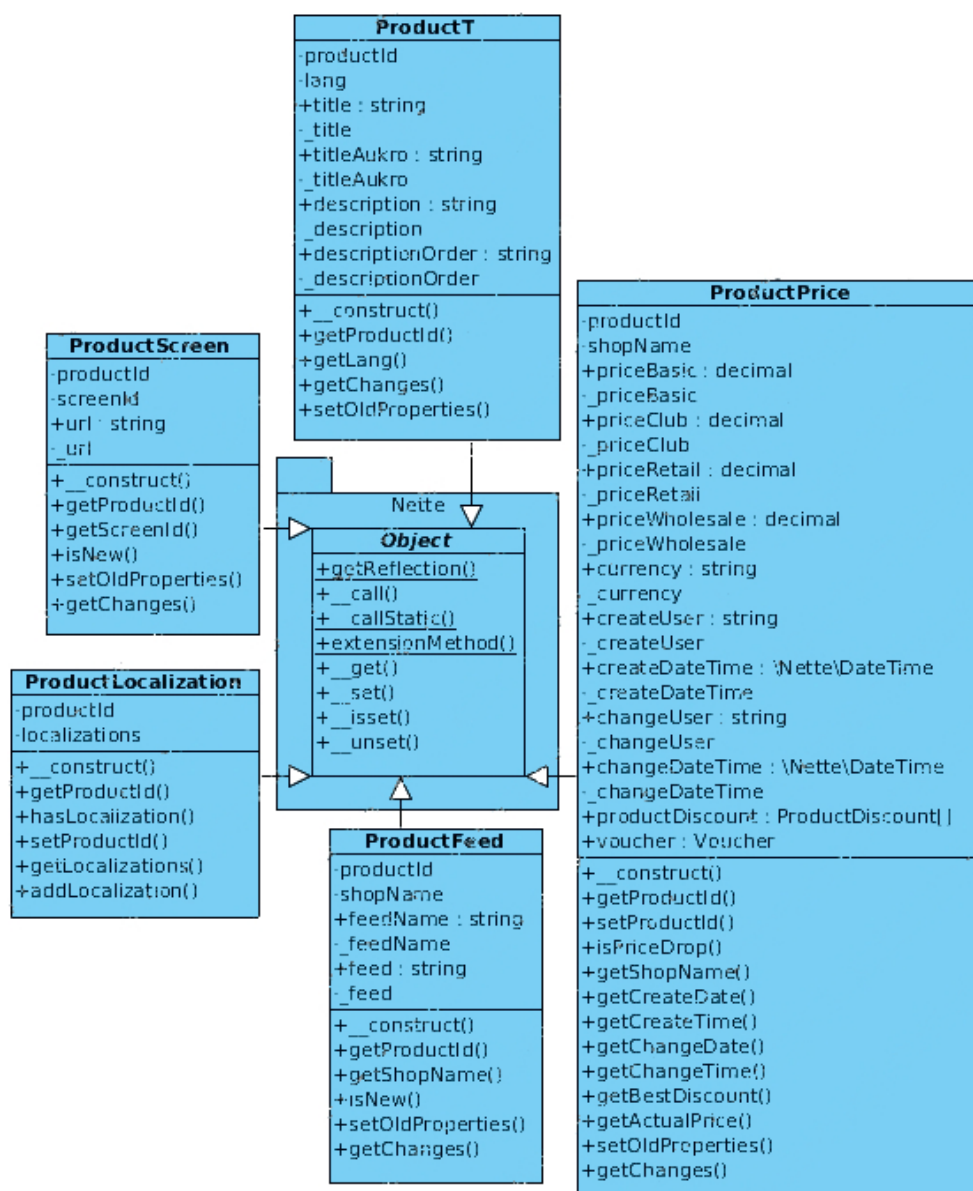 ProductT
-productId
-lang
+title : string
-_title
+titleAukro : string
-_titleAukro
+description : string
-_description
+descriptionOrder : string
-_descriptionOrder
+__construct()
+getProductId()
+getLang()
+getChanges()
+setOldProperties()
ProductScreen
-productId
-screenId
+url : string
-_url
+__construct()
+getProductId()
+getScreenId()
+isNew()
+setOldProperties()
+getChanges()
Nette
Object
+getReflection()
+__call()
+__callStatic()
+extensionMethod()
+__get()
+__set()
+__isset()
+__unset()
ProductLocalization
-productId
-localizations
+__construct()
+getProductId()
+hasLocalization()
+setProductId()
+getLocalizations()
+addLocalization()
ProductFeed
-productId
-shopName
+feedName : string
-_feedName
+feed : string
-_feed
+__construct()
+getProductId()
+getShopName()
+isNew()
+setOldProperties()
+getChanges()
ProductPrice
-productId
-shopName
+priceBasic : decimal
-_priceBasic
+priceClub : decimal
-_priceClub
+priceRetail : decimal
-_priceRetail
+priceWholesale : decimal
-_priceWholesale
+currency : string
-_currency
+createUser : string
-_createUser
+createDateTime : \Nette\DateTime
-_createDateTime
+changeUser : string
-_changeUser
+changeDateTime : \Nette\DateTime
-_changeDateTime
+productDiscount : ProductDiscount[]
+voucher : Voucher
+__construct()
+getProductId()
+setProductId()
+isPriceDrop()
+getShopName()
+getCreateDate()
+getCreateTime()
+getChangeDate()
+getChangeTime()
+getBestDiscount()
+getActualPrice()
+setOldProperties()
+getChanges()